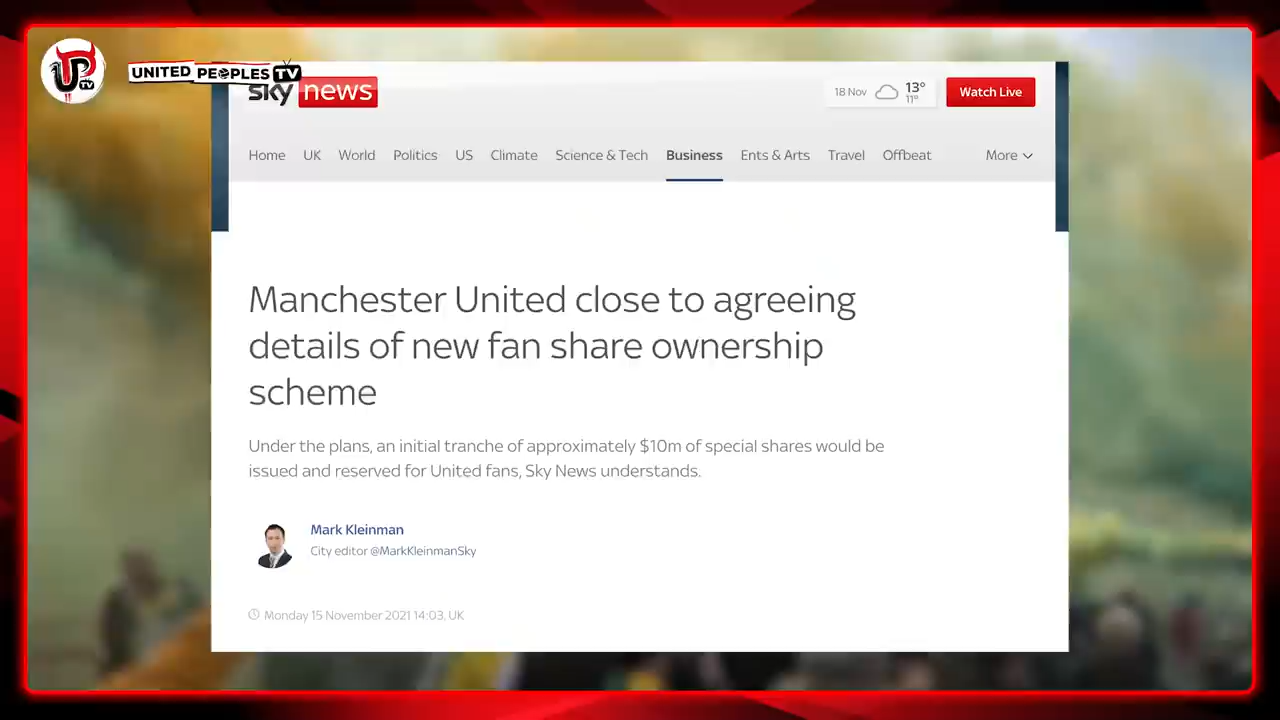 UP
TV
UNITED PEOPLES TV
sky news
18 Nov
13°
11°
Watch Live
Home UK World Politics US Climate Science & Tech Business Ents & Arts Travel Offbeat More
Manchester United close to agreeing
details of new fan share ownership
scheme
Under the plans, an initial tranche of approximately $10m of special shares would be
issued and reserved for United fans, Sky News understands.
Mark Kleinman
City editor @MarkKleinmanSky
Monday 15 November 2021 14:03, UK